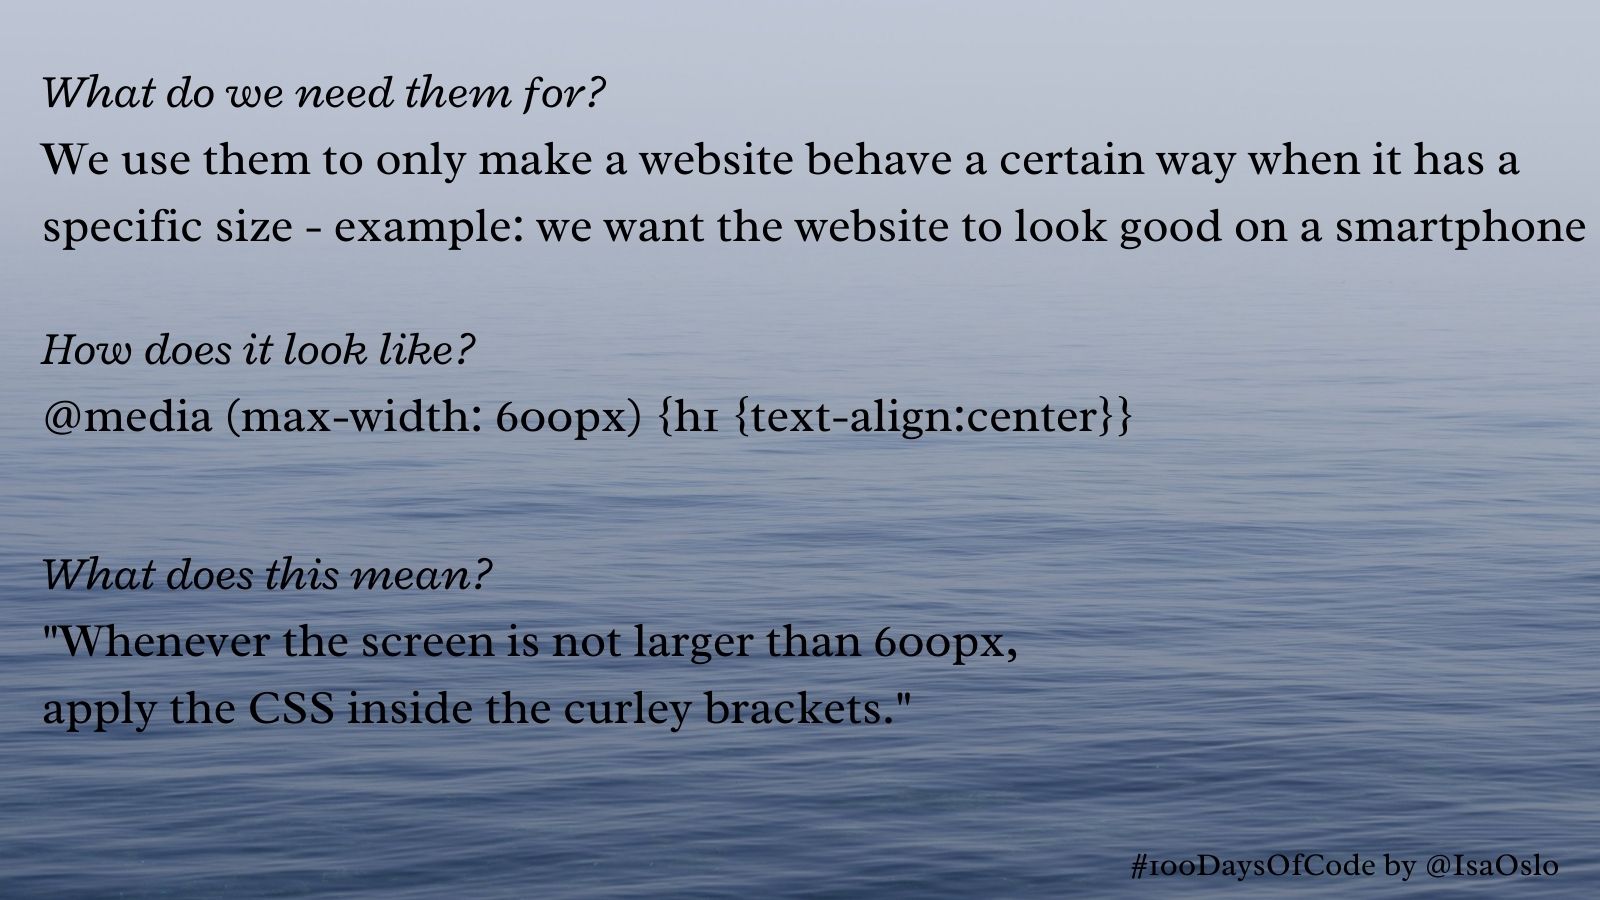 What do we need them for?
We use them to only make a website behave a certain way when it has a
specific size - example: we want the website to look good on a smartphone
How does it look like?
@media (max-width: 600px) {h1 {text-align:center}}
What does this mean?
"Whenever the screen is not larger than 600px,
apply the CSS inside the curley brackets."
#100DaysOfCode by @IsaOslo